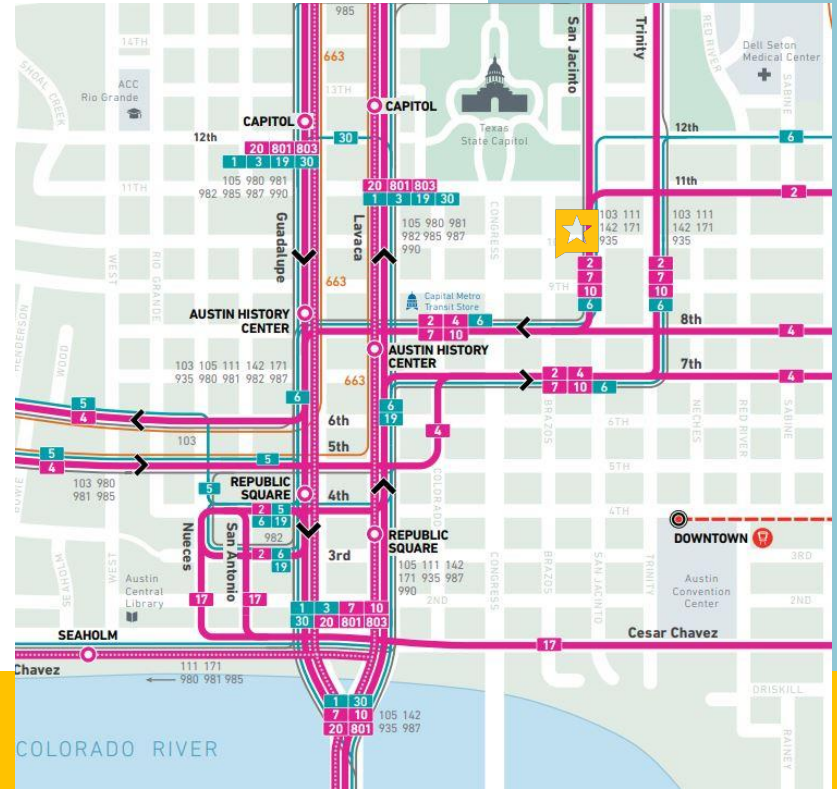 985
663
14TH
ACC
Rio Grande
SHOAL CREEK
San Jacinto
Trinity
RED RIVER
Dell Seton
Medical Center
SABINE
13TH
CAPITOL
CAPITOL
Texas
State Capitol
12th
30
12th
6
20 801 803
1 3 19 30
105 980 981
982 985 987 990
11TH
11th
2
20 801 803
1 3 19 30
105 980 981
982 985 987
990
Guadalupe
Lavaca
CONGRESS
103 111
142 171
935
103 111
142 171
935
2
7
10
6
2
7
10
6
9TH
WEST
RIO GRANDE
663
Capital Metro
Transit Store
HENDERSON
WOOD
AUSTIN HISTORY
CENTER
2 4 6
7 10
8th
4
AUSTIN HISTORY
CENTER
103 105 111 142 171
935 980 981 982 987
663
7th
4
2 4
7 10 6
5
4
6
6
19
4
103
6th
5th
BRAZOS
6TH
NECHES
RED RIVER
SABINE
5
4
5
5TH
103 980
981 985
BOWIE
5
REPUBLIC
SQUARE
4th
COLORADO
4TH
2 5
6 19
982
DOWNTOWN
Nueces
San Antonio
2 6
19
3rd
REPUBLIC
SQUARE
3RD
WEST
105 111 142
171 935 987
990
CONGRESS
BRAZOS
SAN JACINTO
TRINITY
Austin
Convention
Center
Austin
Central
Library
17
17
2ND
2ND
1 3 7 10
30 20 801 803
SEAHOLM
Cesar Chavez
17
Chavez
111 171
980 981 985
DRISKILL
1 30
7 10
20 801
105 142
935 987
COLORADO RIVER
RAINEY